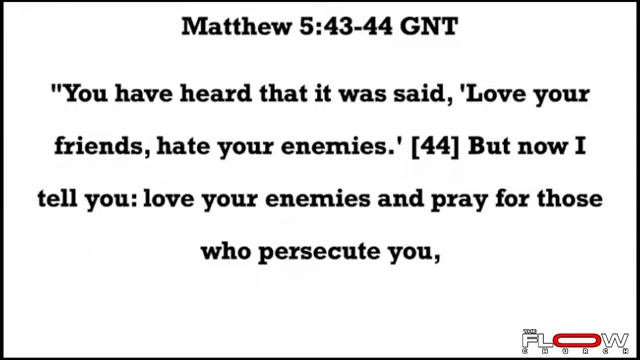 Matthew 5:43-44 GNT
"You have heard that it was said, 'Love your
friends, hate your enemies.' [44] But now I
tell you: love your enemies and pray for those
who persecute you,
THE
FLOW
CHURCH